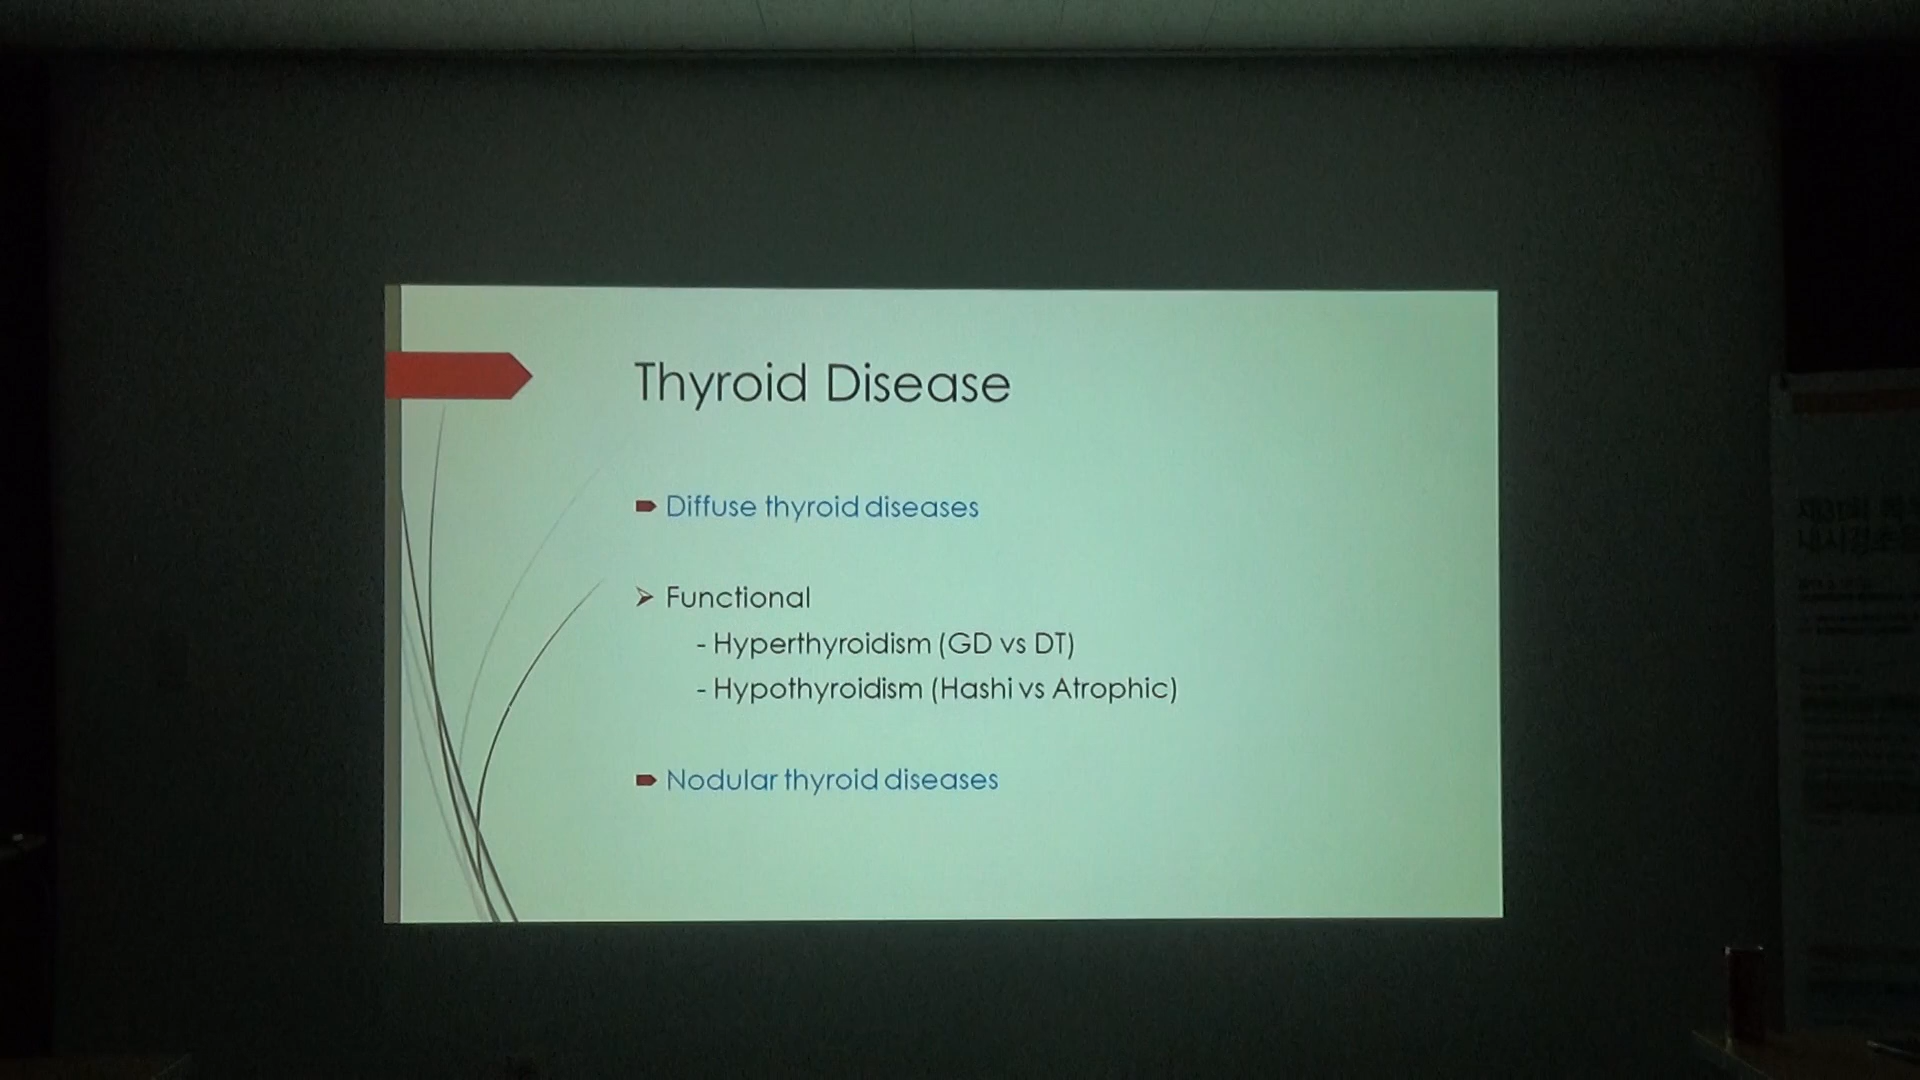 Thyroid Disease
Diffuse thyroid diseases
Functional
- Hyperthyroidism (GD vs DT)
- Hypothyroidism (Hashi vs Atrophic)
Nodular thyroid diseases